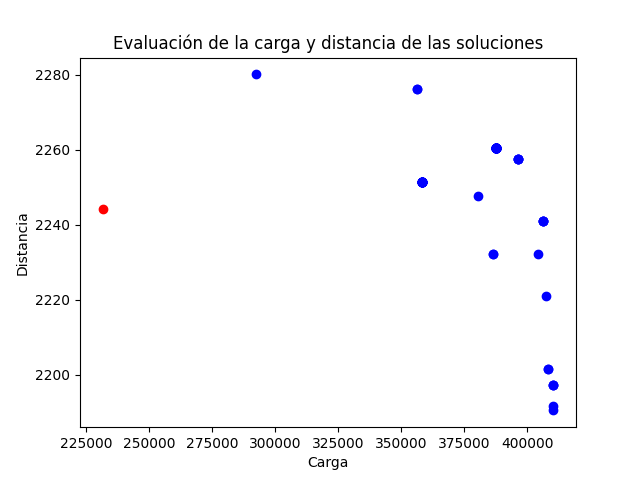 Evaluación de la carga y distancia de las soluciones
2280
2260
2240
2220
2200
Distancia
225000 250000 275000 300000 325000 350000 375000 400000
Carga